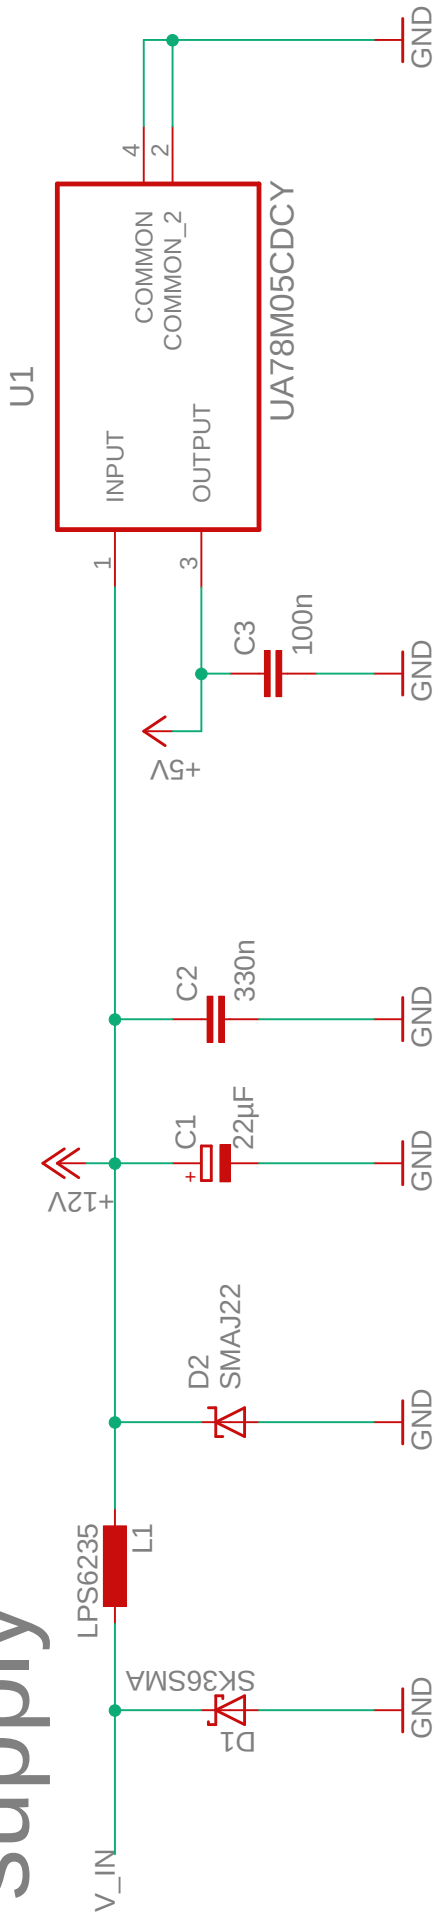 supply
V_IN
D1
SK36SMA
GND
LPS6235
L1
D2
SMAJ22
GND
+12V
C1
+
22µF
GND
C2
330n
GND
+5V
C3
100n
GND
U1
1
3
INPUT
OUTPUT
COMMON
COMMON_2
4
2
UA78M05CDCY
GND